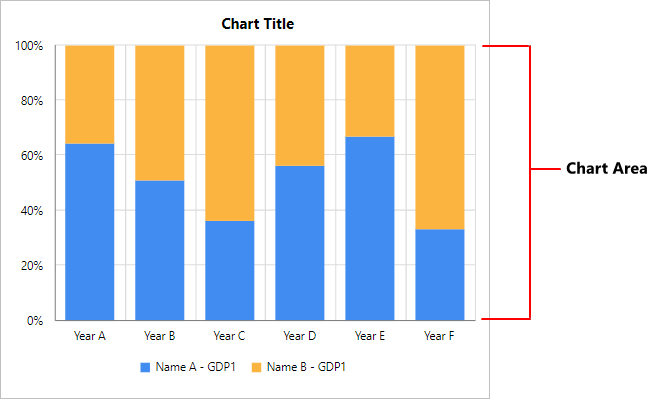 Chart Title
100%
80%
60%
40%
20%
0%
Year A Year B Year C Year D Year E Year F
Name A - GDP1 Name B - GDP1
Chart Area